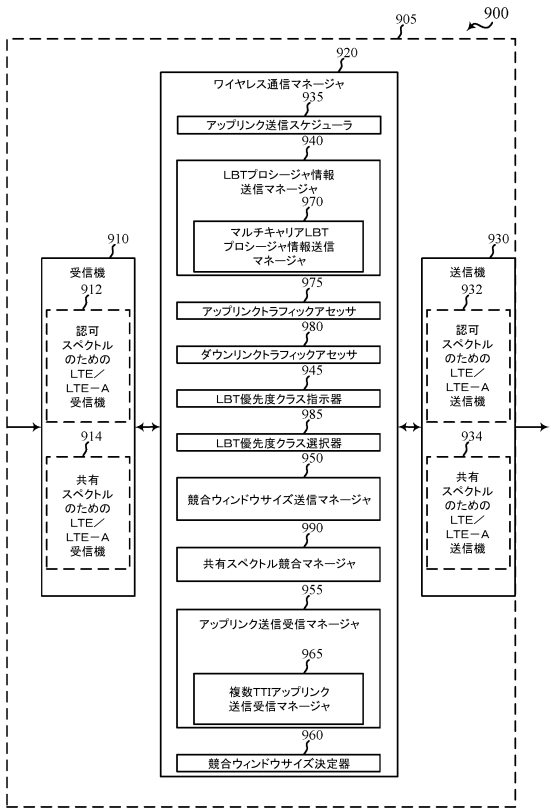 900
905
920
ワイヤレス通信マネージャ
935
アップリンク送信スケジューラ
940
LBTプロシージャ情報
送信マネージャ
970
マルチキャリアLBT
プロシージャ情報送信
マネージャ
975
アップリンクトラフィックアセッサ
980
ダウンリンクトラフィックアセッサ
945
LBT優先度クラス指示器
985
LBT優先度クラス選択器
950
競合ウィンドウサイズ送信マネージャ
990
共有スペクトル競合マネージャ
955
アップリンク送信受信マネージャ
965
複数TTIアップリンク
送信受信マネージャ
960
競合ウィンドウサイズ決定器
910
受信機
912
認可
スペクトル
のための
LTE/
LTE-A
受信機
914
共有
スペクトル
のための
LTE/
LTE-A
受信機
930
送信機
932
認可
スペクトル
のための
LTE/
LTE-A
送信機
934
共有
スペクトル
のための
LTE/
LTE-A
送信機